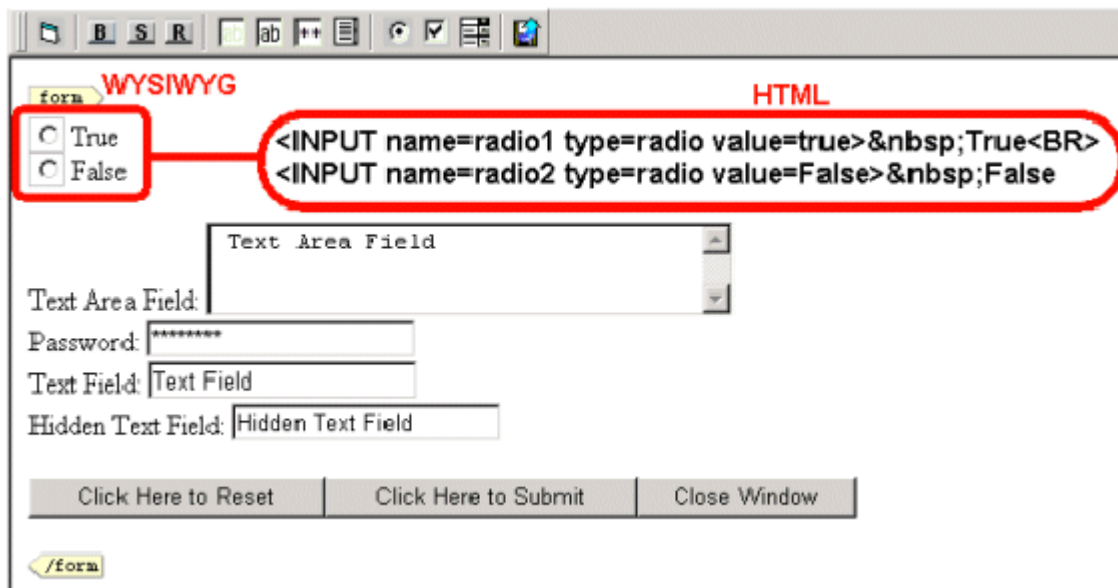 B S R ab ab **
form WYSIWYG
HTML
True
False
<INPUT name=radio1 type=radio value=true>&nbsp;True<BR>
<INPUT name=radio2 type=radio value=False>&nbsp;False
Text Area Field
Text Area Field:
Password: ********
Text Field: Text Field
Hidden Text Field: Hidden Text Field
Click Here to Reset Click Here to Submit Close Window
/form